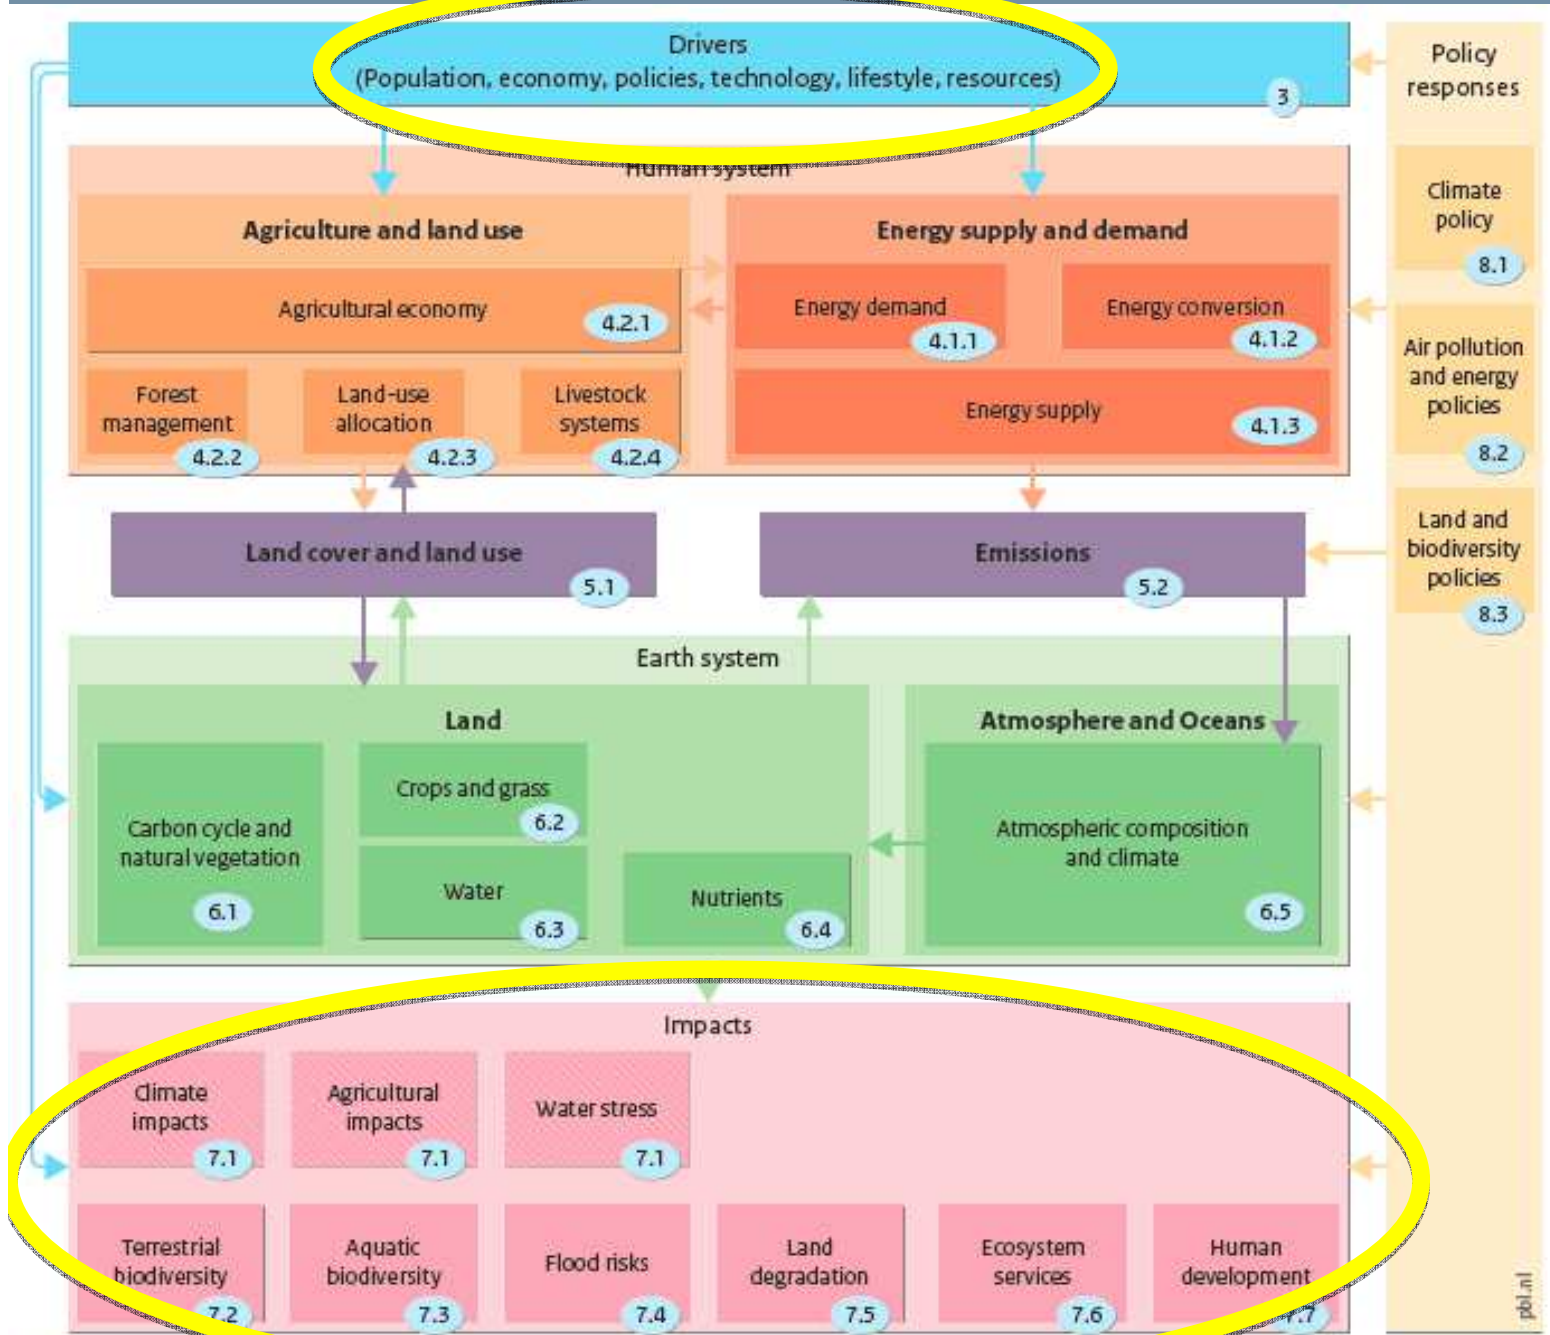 Drivers
(Population, economy, policies, technology, lifestyle, resources)
3
Policy
responses
Human system
Agriculture and land use
Agricultural economy
4.2.1
Forest
management
4.2.2
Land-use
allocation
4.2.3
Livestock
systems
4.2.4
Energy supply and demand
Energy demand
4.1.1
Energy conversion
4.1.2
Energy supply
4.1.3
Climate
policy
8.1
Air pollution
and energy
policies
8.2
Land and
biodiversity
policies
8.3
Land cover and land use
5.1
Emissions
5.2
Earth system
Land
Carbon cycle and
natural vegetation
6.1
Crops and grass
6.2
Water
6.3
Nutrients
6.4
Atmosphere and Oceans
Atmospheric composition
and climate
6.5
Impacts
Climate
impacts
7.1
Agricultural
impacts
7.1
Water stress
7.1
Terrestrial
biodiversity
7.2
Aquatic
biodiversity
7.3
Flood risks
7.4
Land
degradation
7.5
Ecosystem
services
7.6
Human
development
7.7
pbl.nl